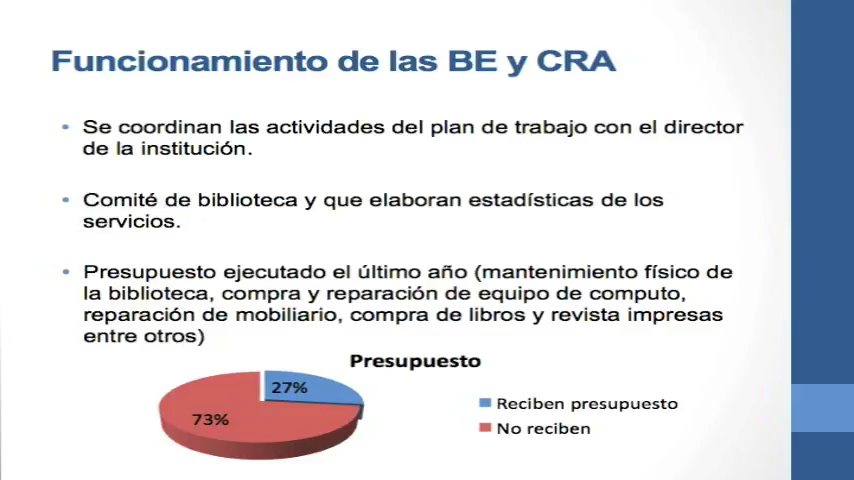 Funcionamiento de las BE y CRA
• Se coordinan las actividades del plan de trabajo con el director
de la institución.
• Comité de biblioteca y que elaboran estadísticas de los
servicios.
• Presupuesto ejecutado el último año (mantenimiento físico de
la biblioteca, compra y reparación de equipo de computo,
reparación de mobiliario, compra de libros y revista impresas
entre otros)
Presupuesto
27%
73%
Reciben presupuesto
No reciben